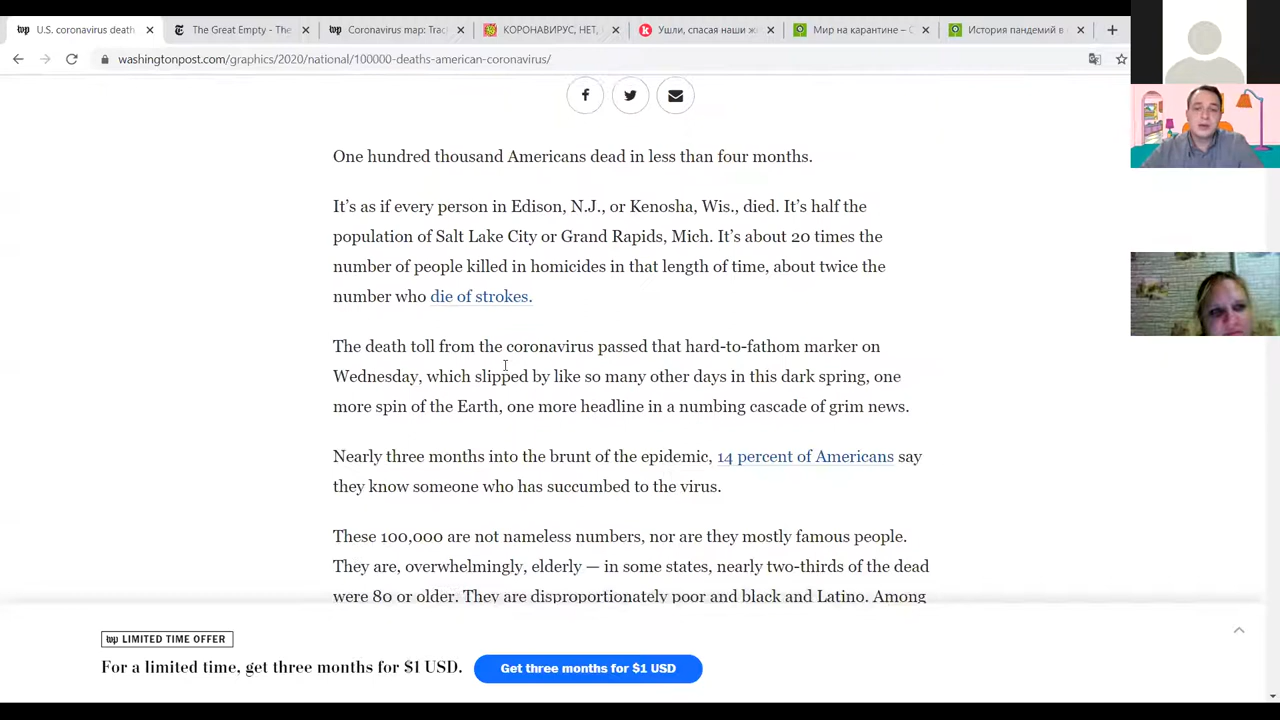 U.S. coronavirus death
The Great Empty - The
Coronavirus map: Trac
КОРОНАВИРУС, НЕТ,
Ушли, спасая наши ж
Мир на карантине – С
История пандемий в
washingtonpost.com/graphics/2020/national/100000-deaths-american-coronavirus/
One hundred thousand Americans dead in less than four months.
It’s as if every person in Edison, N.J., or Kenosha, Wis., died. It’s half the
population of Salt Lake City or Grand Rapids, Mich. It’s about 20 times the
number of people killed in homicides in that length of time, about twice the
number who die of strokes.
The death toll from the coronavirus passed that hard-to-fathom marker on
Wednesday, which slipped by like so many other days in this dark spring, one
more spin of the Earth, one more headline in a numbing cascade of grim news.
Nearly three months into the brunt of the epidemic, 14 percent of Americans say
they know someone who has succumbed to the virus.
These 100,000 are not nameless numbers, nor are they mostly famous people.
They are, overwhelmingly, elderly — in some states, nearly two-thirds of the dead
were 80 or older. They are disproportionately poor and black and Latino. Among
wp LIMITED TIME OFFER
For a limited time, get three months for $1 USD.
Get three months for $1 USD